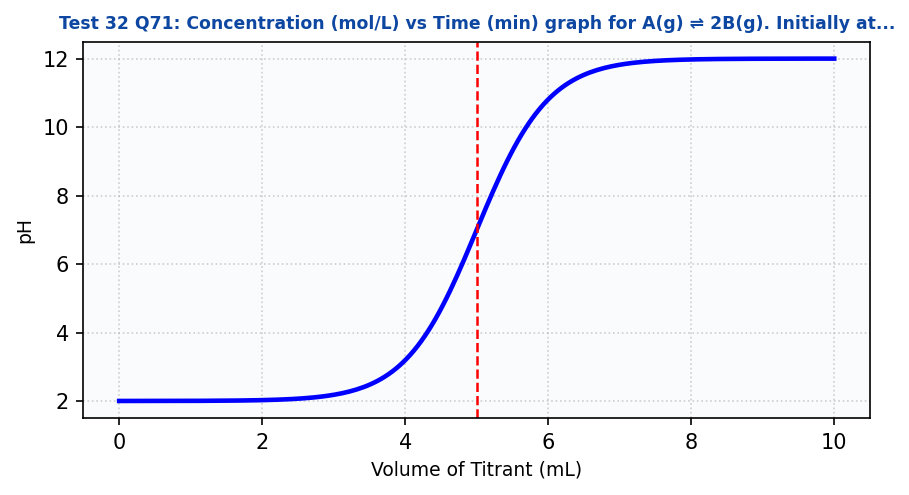 Test 32 Q71: Concentration (mol/L) vs Time (min) graph for A(g) ⇌ 2B(g). Initially at...
12
10
8
6
4
2
pH
0 2 4 6 8 10
Volume of Titrant (mL)